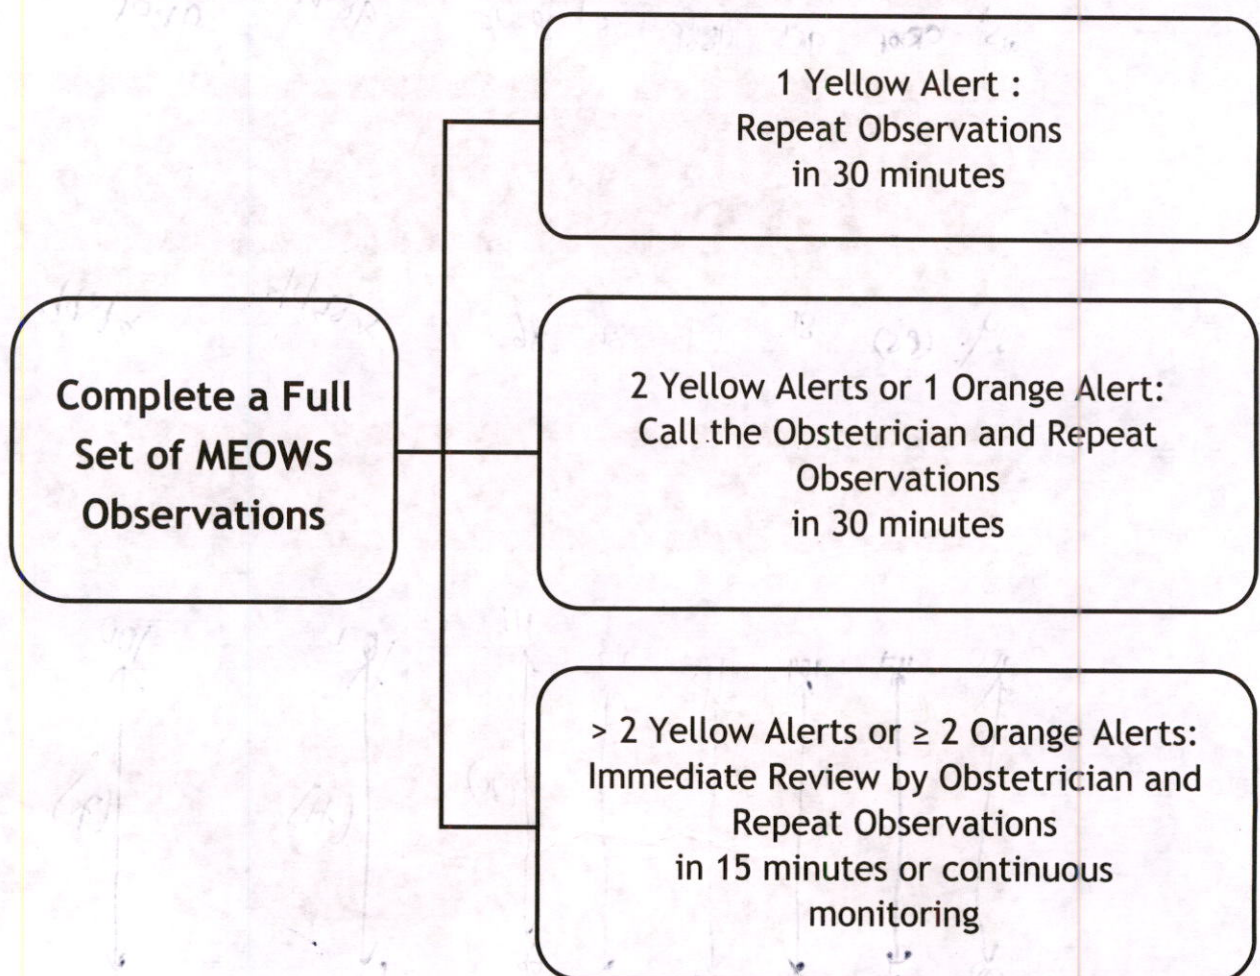 1 Yellow Alert :
Repeat Observations
in 30 minutes
Complete a Full
Set of MEOWS
Observations
2 Yellow Alerts or 1 Orange Alert:
Call the Obstetrician and Repeat
Observations
in 30 minutes
> 2 Yellow Alerts or ≥ 2 Orange Alerts:
Immediate Review by Obstetrician and
Repeat Observations
in 15 minutes or continuous
monitoring